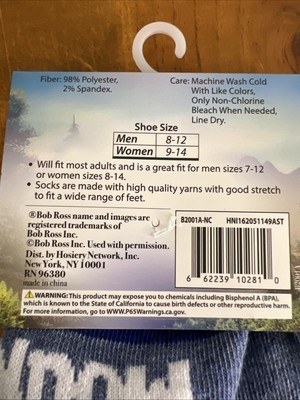 Fiber: 98% Polyester,
2% Spandex.
Care: Machine Wash Cold
With Like Colors,
Only Non-Chlorine
Bleach When Needed,
Line Dry.
Shoe Size
Men 8-12
Women 9-14
• Will fit most adults and is a great fit for men sizes 7-12
or women sizes 8-14.
• Socks are made with high quality yarns with good stretch
to fit a wide range of feet.
®Bob Ross name and images are
registered trademarks of
Bob Ross Inc.
©Bob Ross Inc. Used with permission.
Dist. by Hosiery Network, Inc.
New York, NY 10001
RN 96380
made in china
B2001A-NC HNI162051149AST
6 62239 10281 0
WARNING: This product may expose you to chemicals including Bisphenol A (BPA),
which is known to the State of California to cause birth defects or other reproductive harm.
For more information, go to www.P65Warnings.ca.gov.